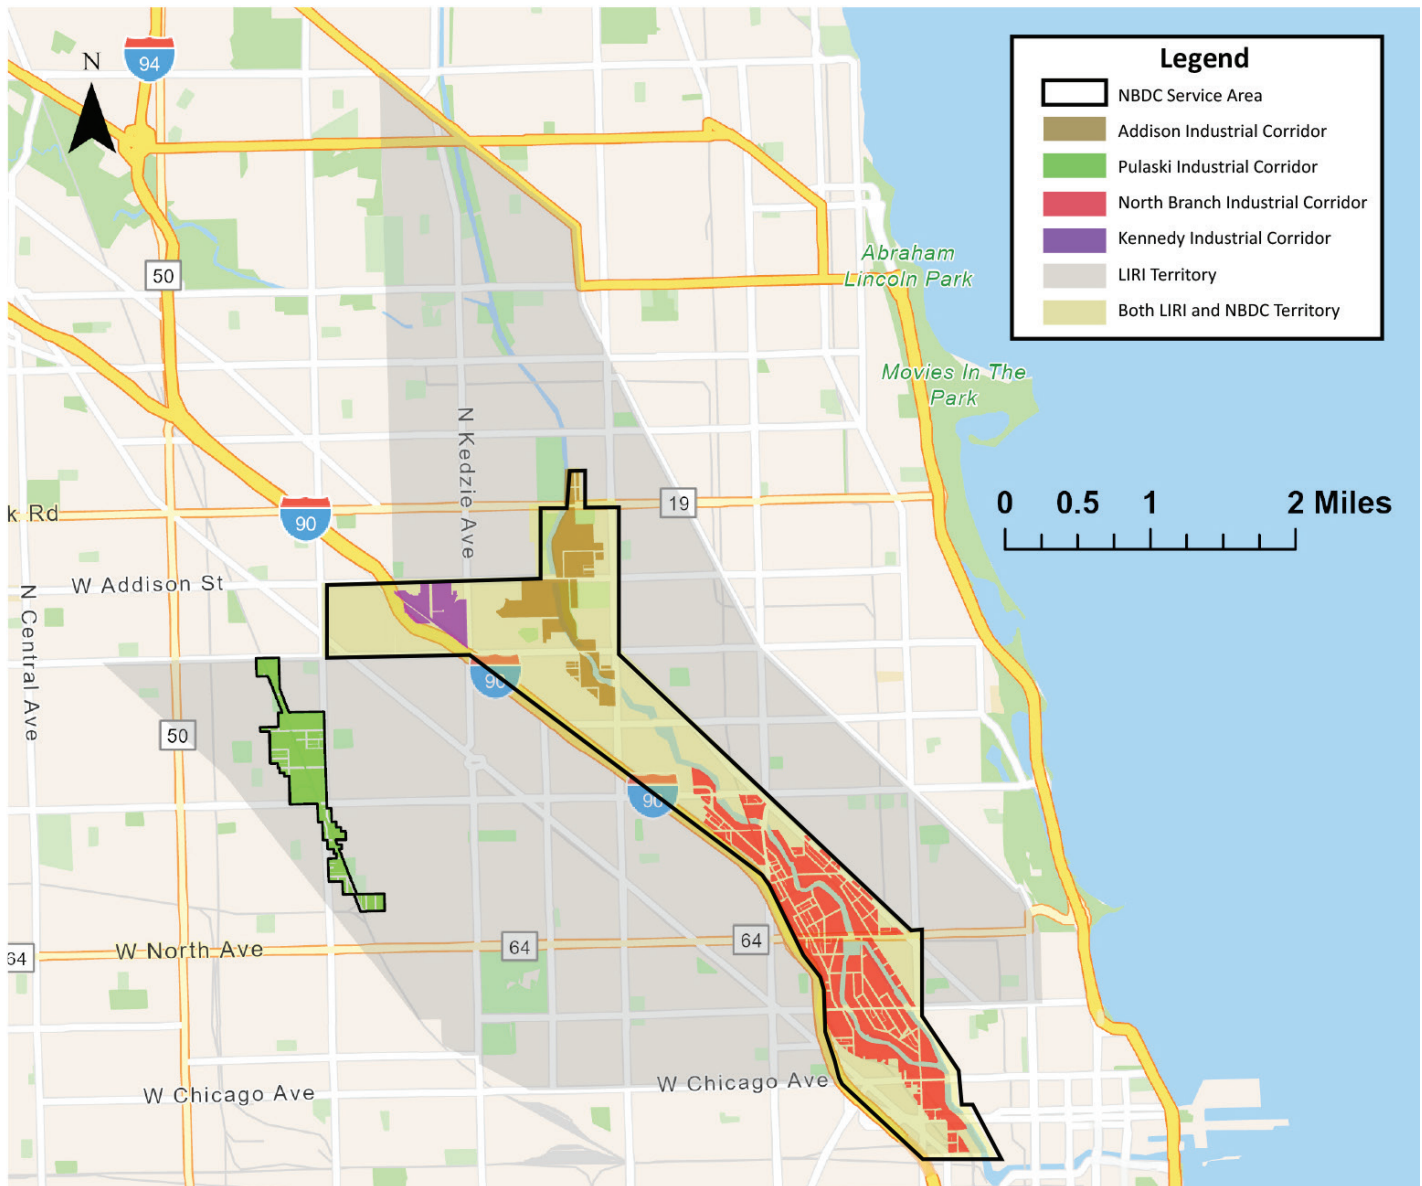 N
94
Legend
NBDC Service Area
Addison Industrial Corridor
Pulaski Industrial Corridor
North Branch Industrial Corridor
Kennedy Industrial Corridor
LIRI Territory
Both LIRI and NBDC Territory
50
Abraham
Lincoln Park
Movies In The
Park
N Kedzie Ave
0 0.5 1 2 Miles
19
k Rd
90
W Addison St
N Central Ave
90
50
90
W North Ave
64
64
64
W Chicago Ave
W Chicago Ave